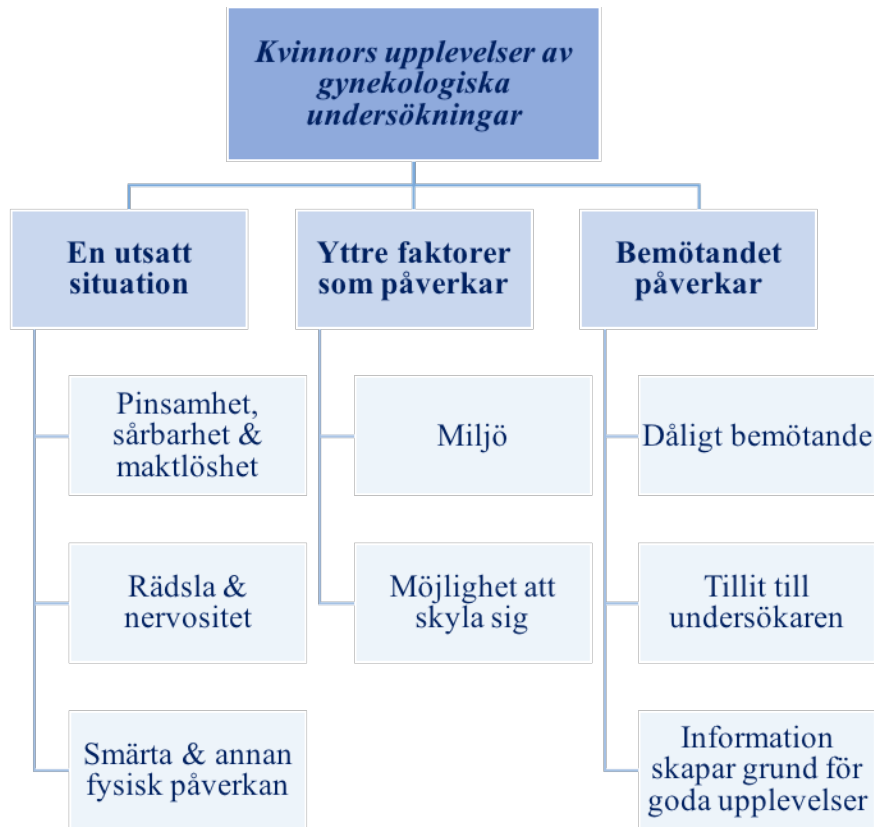 Kvinnors upplevelser av
gynekologiska
undersökningar
En utsatt
situation
Pinsamhet,
sårbarhet &
maktlöshet
Rädsla &
nervositet
Smärta & annan
fysisk påverkan
Yttre faktorer
som påverkar
Miljö
Möjlighet att
skyla sig
Bemötandet
påverkar
Dåligt bemötande
Tillit till
undersökaren
Information
skapar grund för
goda upplevelser